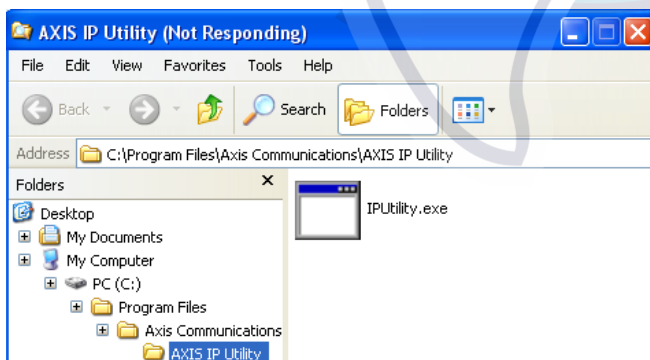 AXIS IP Utility (Not Responding)
File Edit View Favorites Tools Help
Back Search Folders
Address C:\Program Files\Axis Communications\AXIS IP Utility
Folders x
IPUtility.exe
Desktop
My Documents
My Computer
PC (C:)
Program Files
Axis Communications
AXIS IP Utility